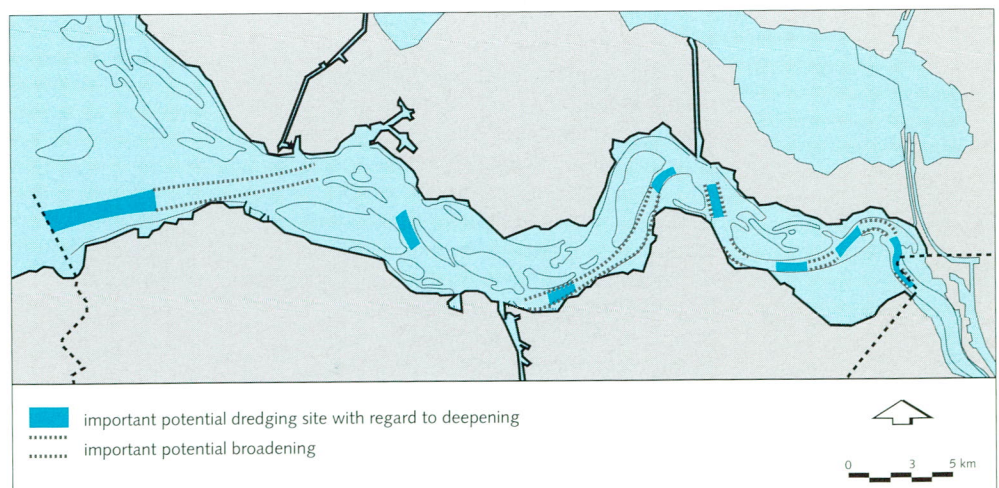 important potential dredging site with regard to deepening
important potential broadening
0 3 5 km